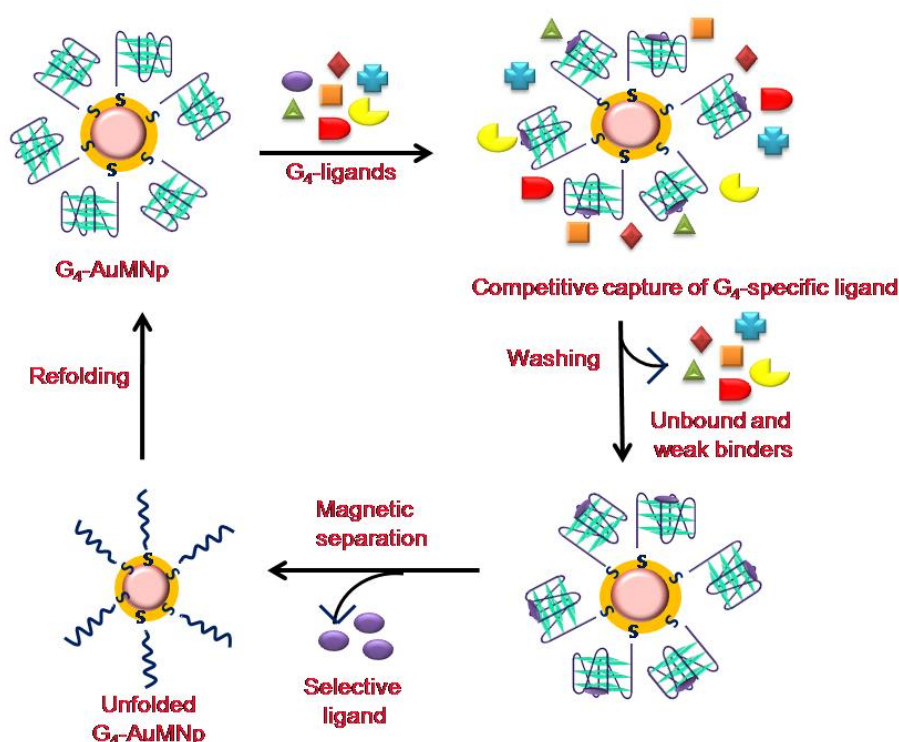 S
S
S
S
S
S
G₄-AuMNp
G₄-ligands
S
S
S
S
S
S
Competitive capture of G₄-specific ligand
Washing
Unbound and
weak binders
S
S
S
S
S
S
Magnetic
separation
Selective
ligand
S
S
S
S
S
S
Unfolded
G₄-AuMNp
Refolding